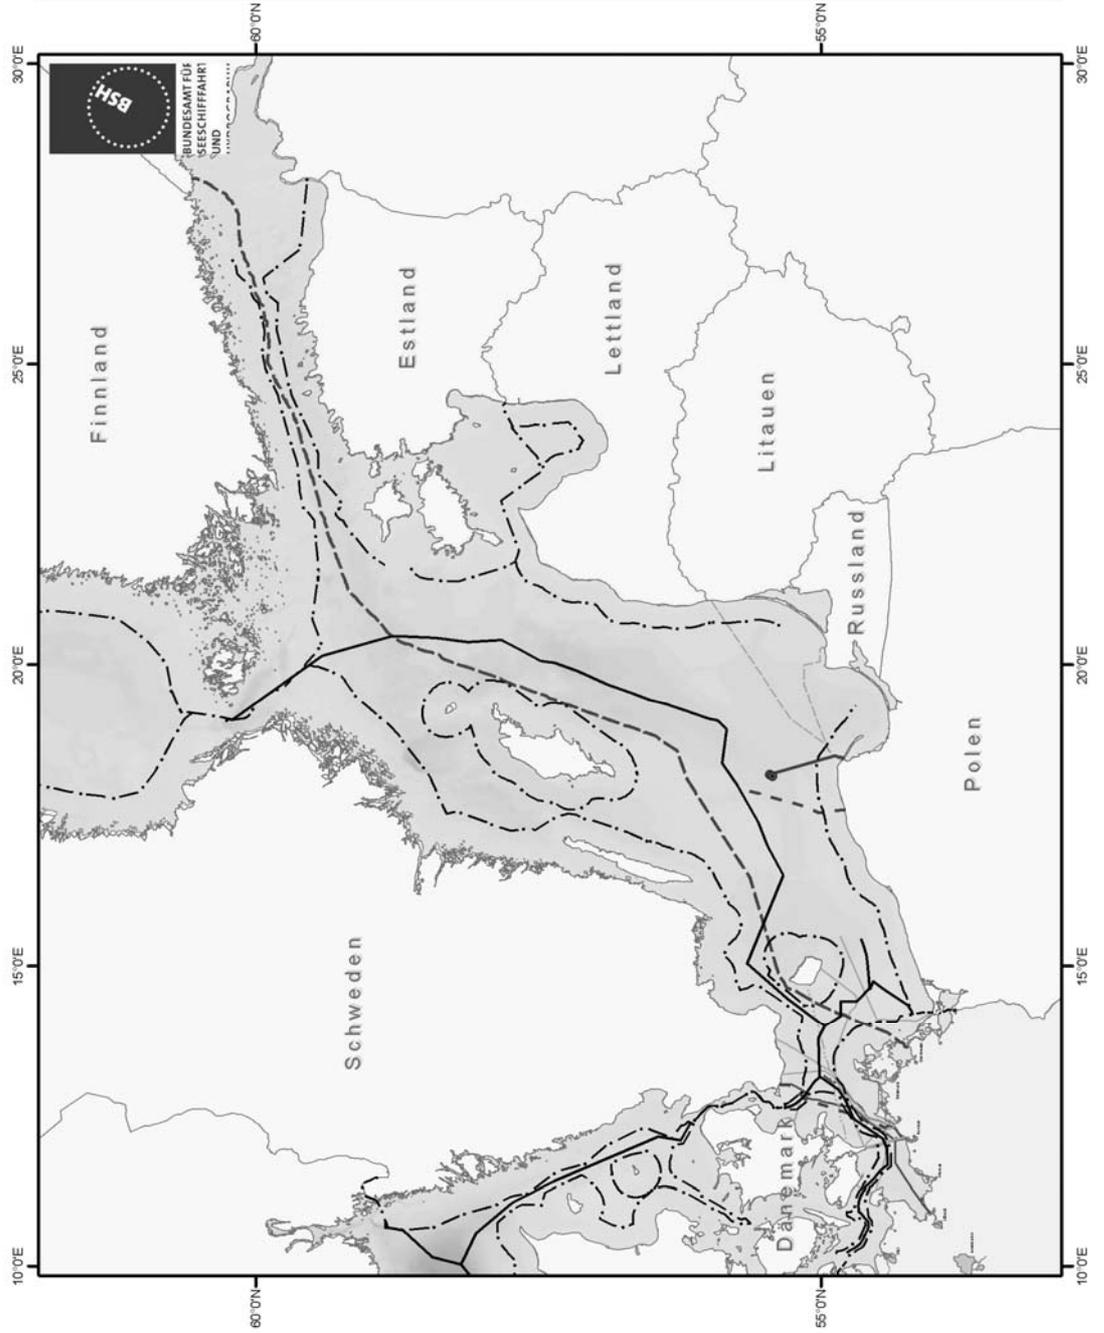 60°0'N
55°0'N
30°0'E
30°0'E
BSH
BUNDESAMT FÜR
SEESCHIFFFAHRT
UND
Finnland
Estland
Lettland
Litauen
Russland
Polen
Schweden
Dänemark
25°0'E
25°0'E
20°0'E
20°0'E
15°0'E
15°0'E
10°0'E
10°0'E
60°0'N
55°0'N